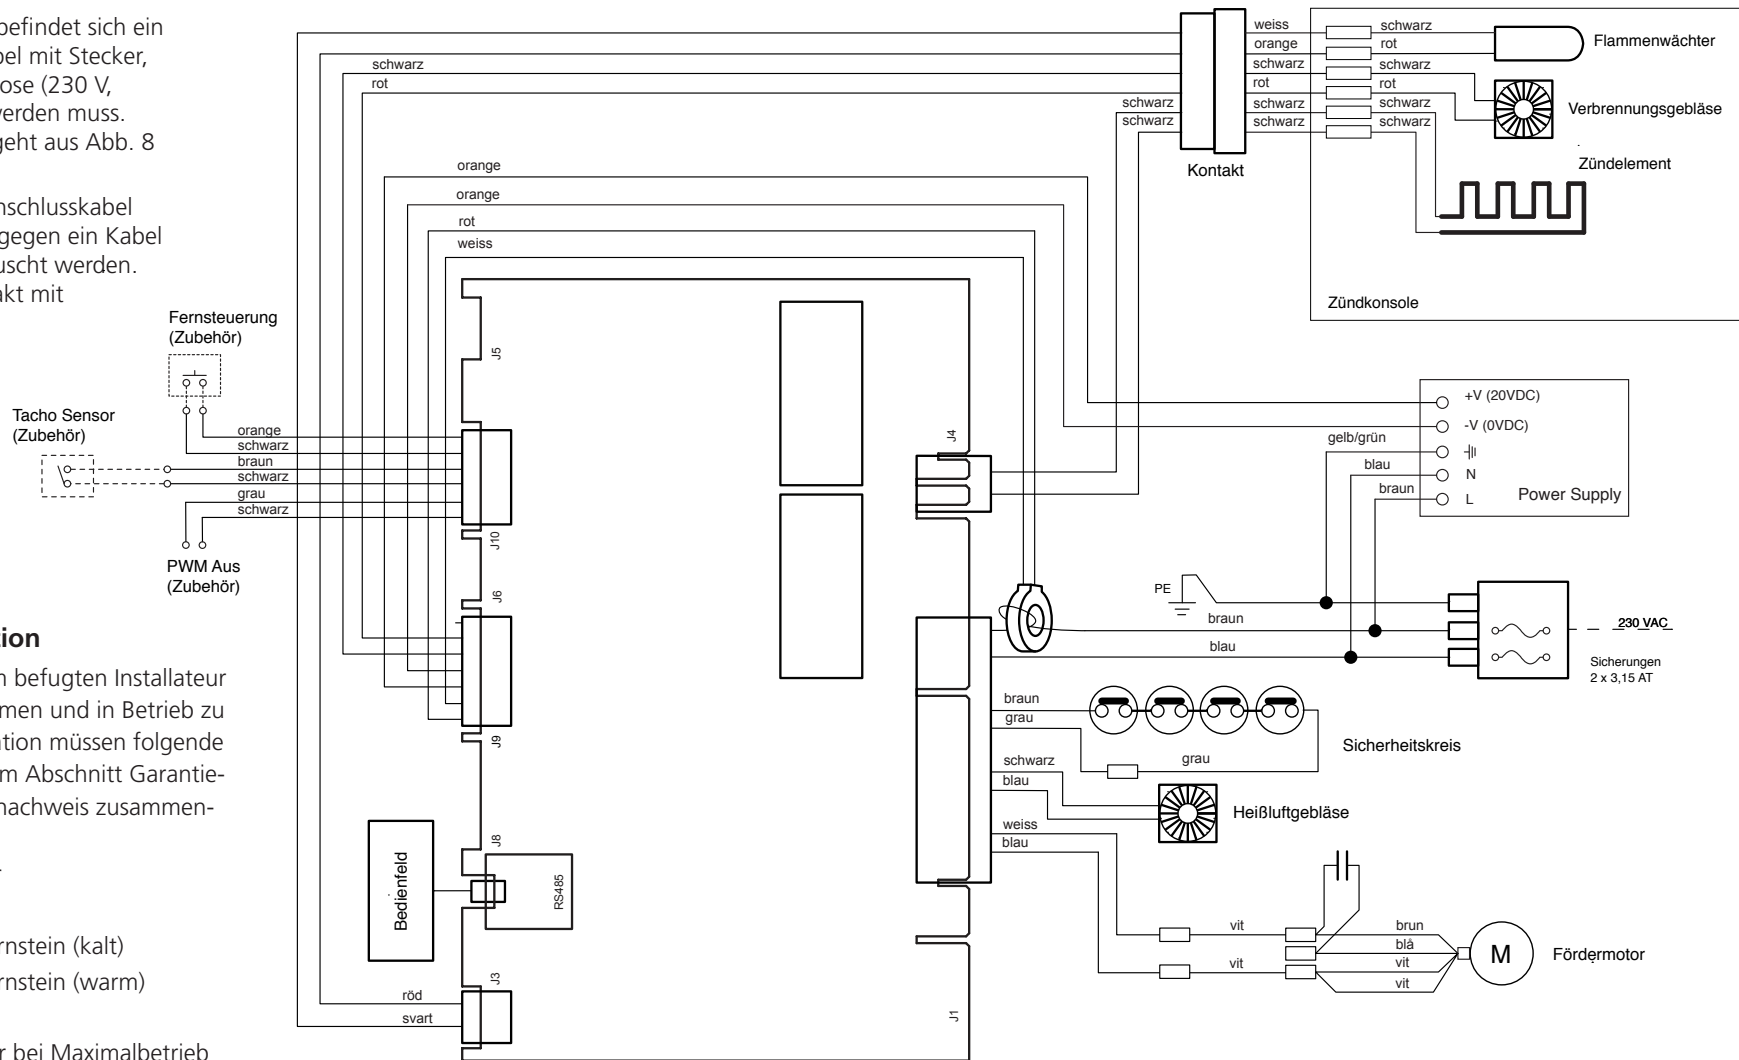 befindet sich ein
bel mit Stecker,
ose (230 V,
verden muss.
geht aus Abb. 8
nschlusskabel
gegen ein Kabel
uscht werden.
akt mit
tion
n befugten Installateur
men und in Betrieb zu
ation müssen folgende
m Abschnitt Garantie-
nachweis zusammen-
rnstein (kalt)
rnstein (warm)
r bei Maximalbetrieb
schwarz
rot
schwarz
schwarz
Kontakt
weiss
orange
schwarz
rot
schwarz
schwarz
schwarz
rot
schwarz
rot
schwarz
schwarz
Flammenwächter
Verbrennungsgebläse
Zündelement
Zündkonsole
orange
orange
rot
weiss
Fernsteuerung
(Zubehör)
Tacho Sensor
(Zubehör)
orange
schwarz
braun
schwarz
grau
schwarz
PWM Aus
(Zubehör)
J5
J10
J6
J9
J8
J3
J4
J1
Bedienfeld
RS485
röd
svart
+V (20VDC)
-V (0VDC)
N
L
Power Supply
gelb/grün
blau
braun
PE
braun
blau
230 VAC
Sicherungen
2 x 3,15 AT
braun
grau
grau
Sicherheitskreis
schwarz
blau
Heißluftgebläse
weiss
blau
vit
vit
brun
blå
vit
vit
M
Fördermotor